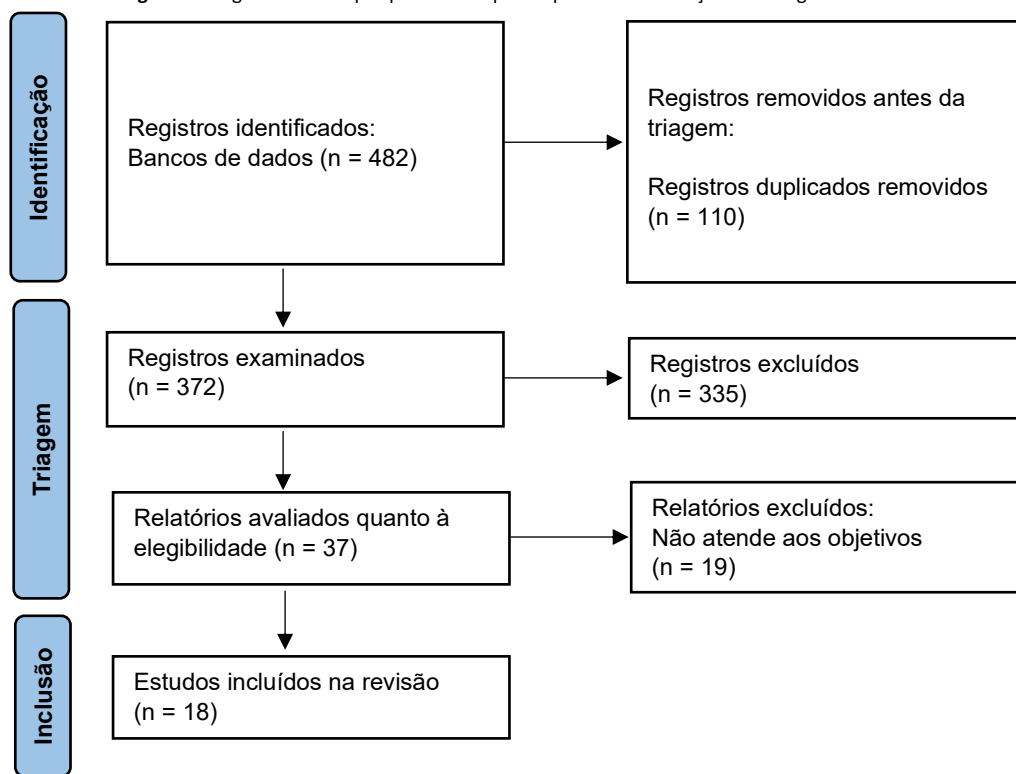 Identificação
Registros identificados:
Bancos de dados (n = 482)
Registros removidos antes da
triagem:
Registros duplicados removidos
(n = 110)
Triagem
Registros examinados
(n = 372)
Registros excluídos
(n = 335)
Relatórios avaliados quanto à
elegibilidade (n = 37)
Relatórios excluídos:
Não atende aos objetivos
(n = 19)
Inclusão
Estudos incluídos na revisão
(n = 18)